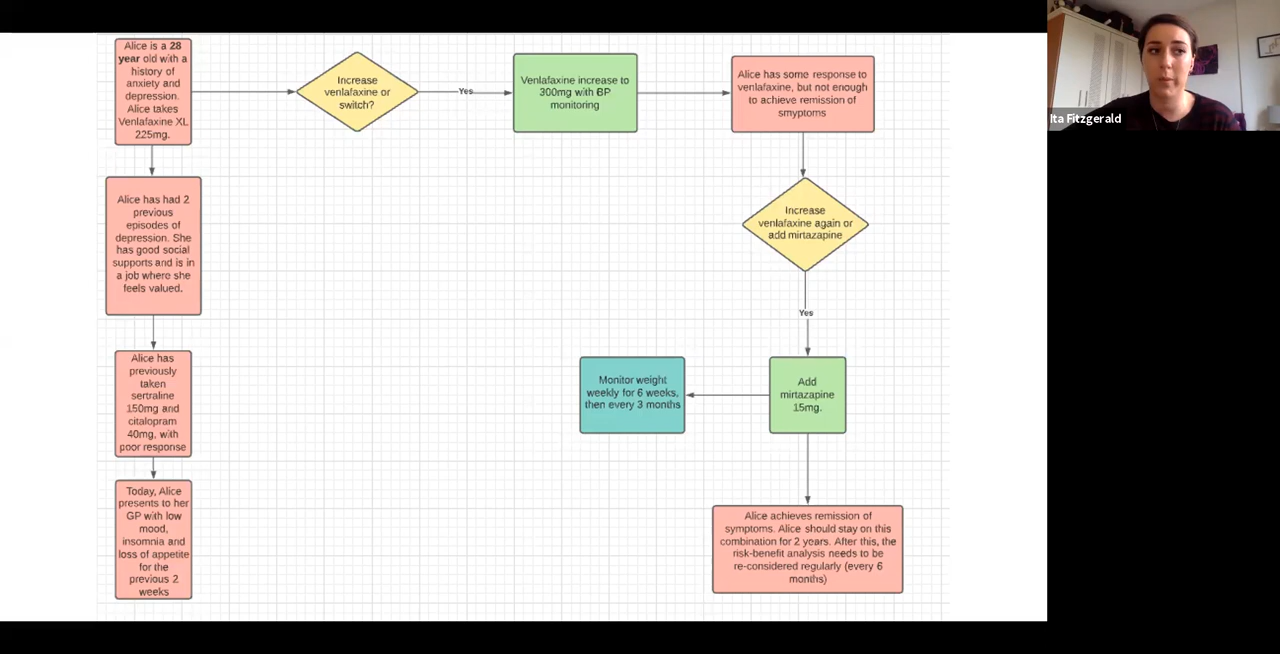 Alice is a 28
year old with a
history of
anxiety and
depression.
Alice takes
Venlafaxine XL
225mg.
Increase
venlafaxine or
switch?
Yes
Venlafaxine increase to
300mg with BP
monitoring
Alice has some response to
venlafaxine, but not enough
to achieve remission of
smyptoms
Ita Fitzgerald
Alice has had 2
previous
episodes of
depression. She
has good social
supports and is in
a job where she
feels valued.
Increase
venlafaxine again or
add mirtazapine
Yes
Alice has
previously
taken
sertraline
150mg and
citalopram
40mg, with
poor response
Monitor weight
weekly for 6 weeks,
then every 3 months
Add
mirtazapine
15mg.
Today, Alice
presents to her
GP with low
mood,
insomnia and
loss of appetite
for the
previous 2
weeks
Alice achieves remission of
symptoms. Alice should stay on this
combination for 2 years. After this, the
risk-benefit analysis needs to be
re-considered regularly (every 6
months)